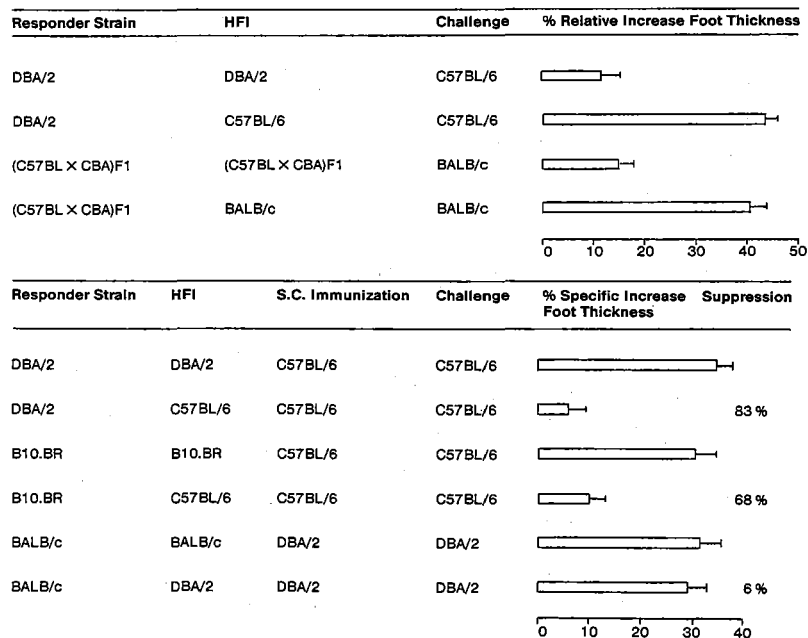 Responder Strain HFI Challenge % Relative Increase Foot Thickness
DBA/2 DBA/2 C57BL/6
DBA/2 C57BL/6 C57BL/6
(C57BL X CBA)F1 (C57BL X CBA)F1 BALB/c
(C57BL X CBA)F1 BALB/c BALB/c
0 10 20 30 40 50
Responder Strain HFI S.C. Immunization Challenge % Specific Increase Suppression
Foot Thickness
DBA/2 DBA/2 C57BL/6 C57BL/6
DBA/2 C57BL/6 C57BL/6 C57BL/6 83 %
B10.BR B10.BR C57BL/6 C57BL/6
B10.BR C57BL/6 C57BL/6 C57BL/6 68 %
BALB/c BALB/c DBA/2 DBA/2
BALB/c DBA/2 DBA/2 DBA/2 6 %
0 10 20 30 40